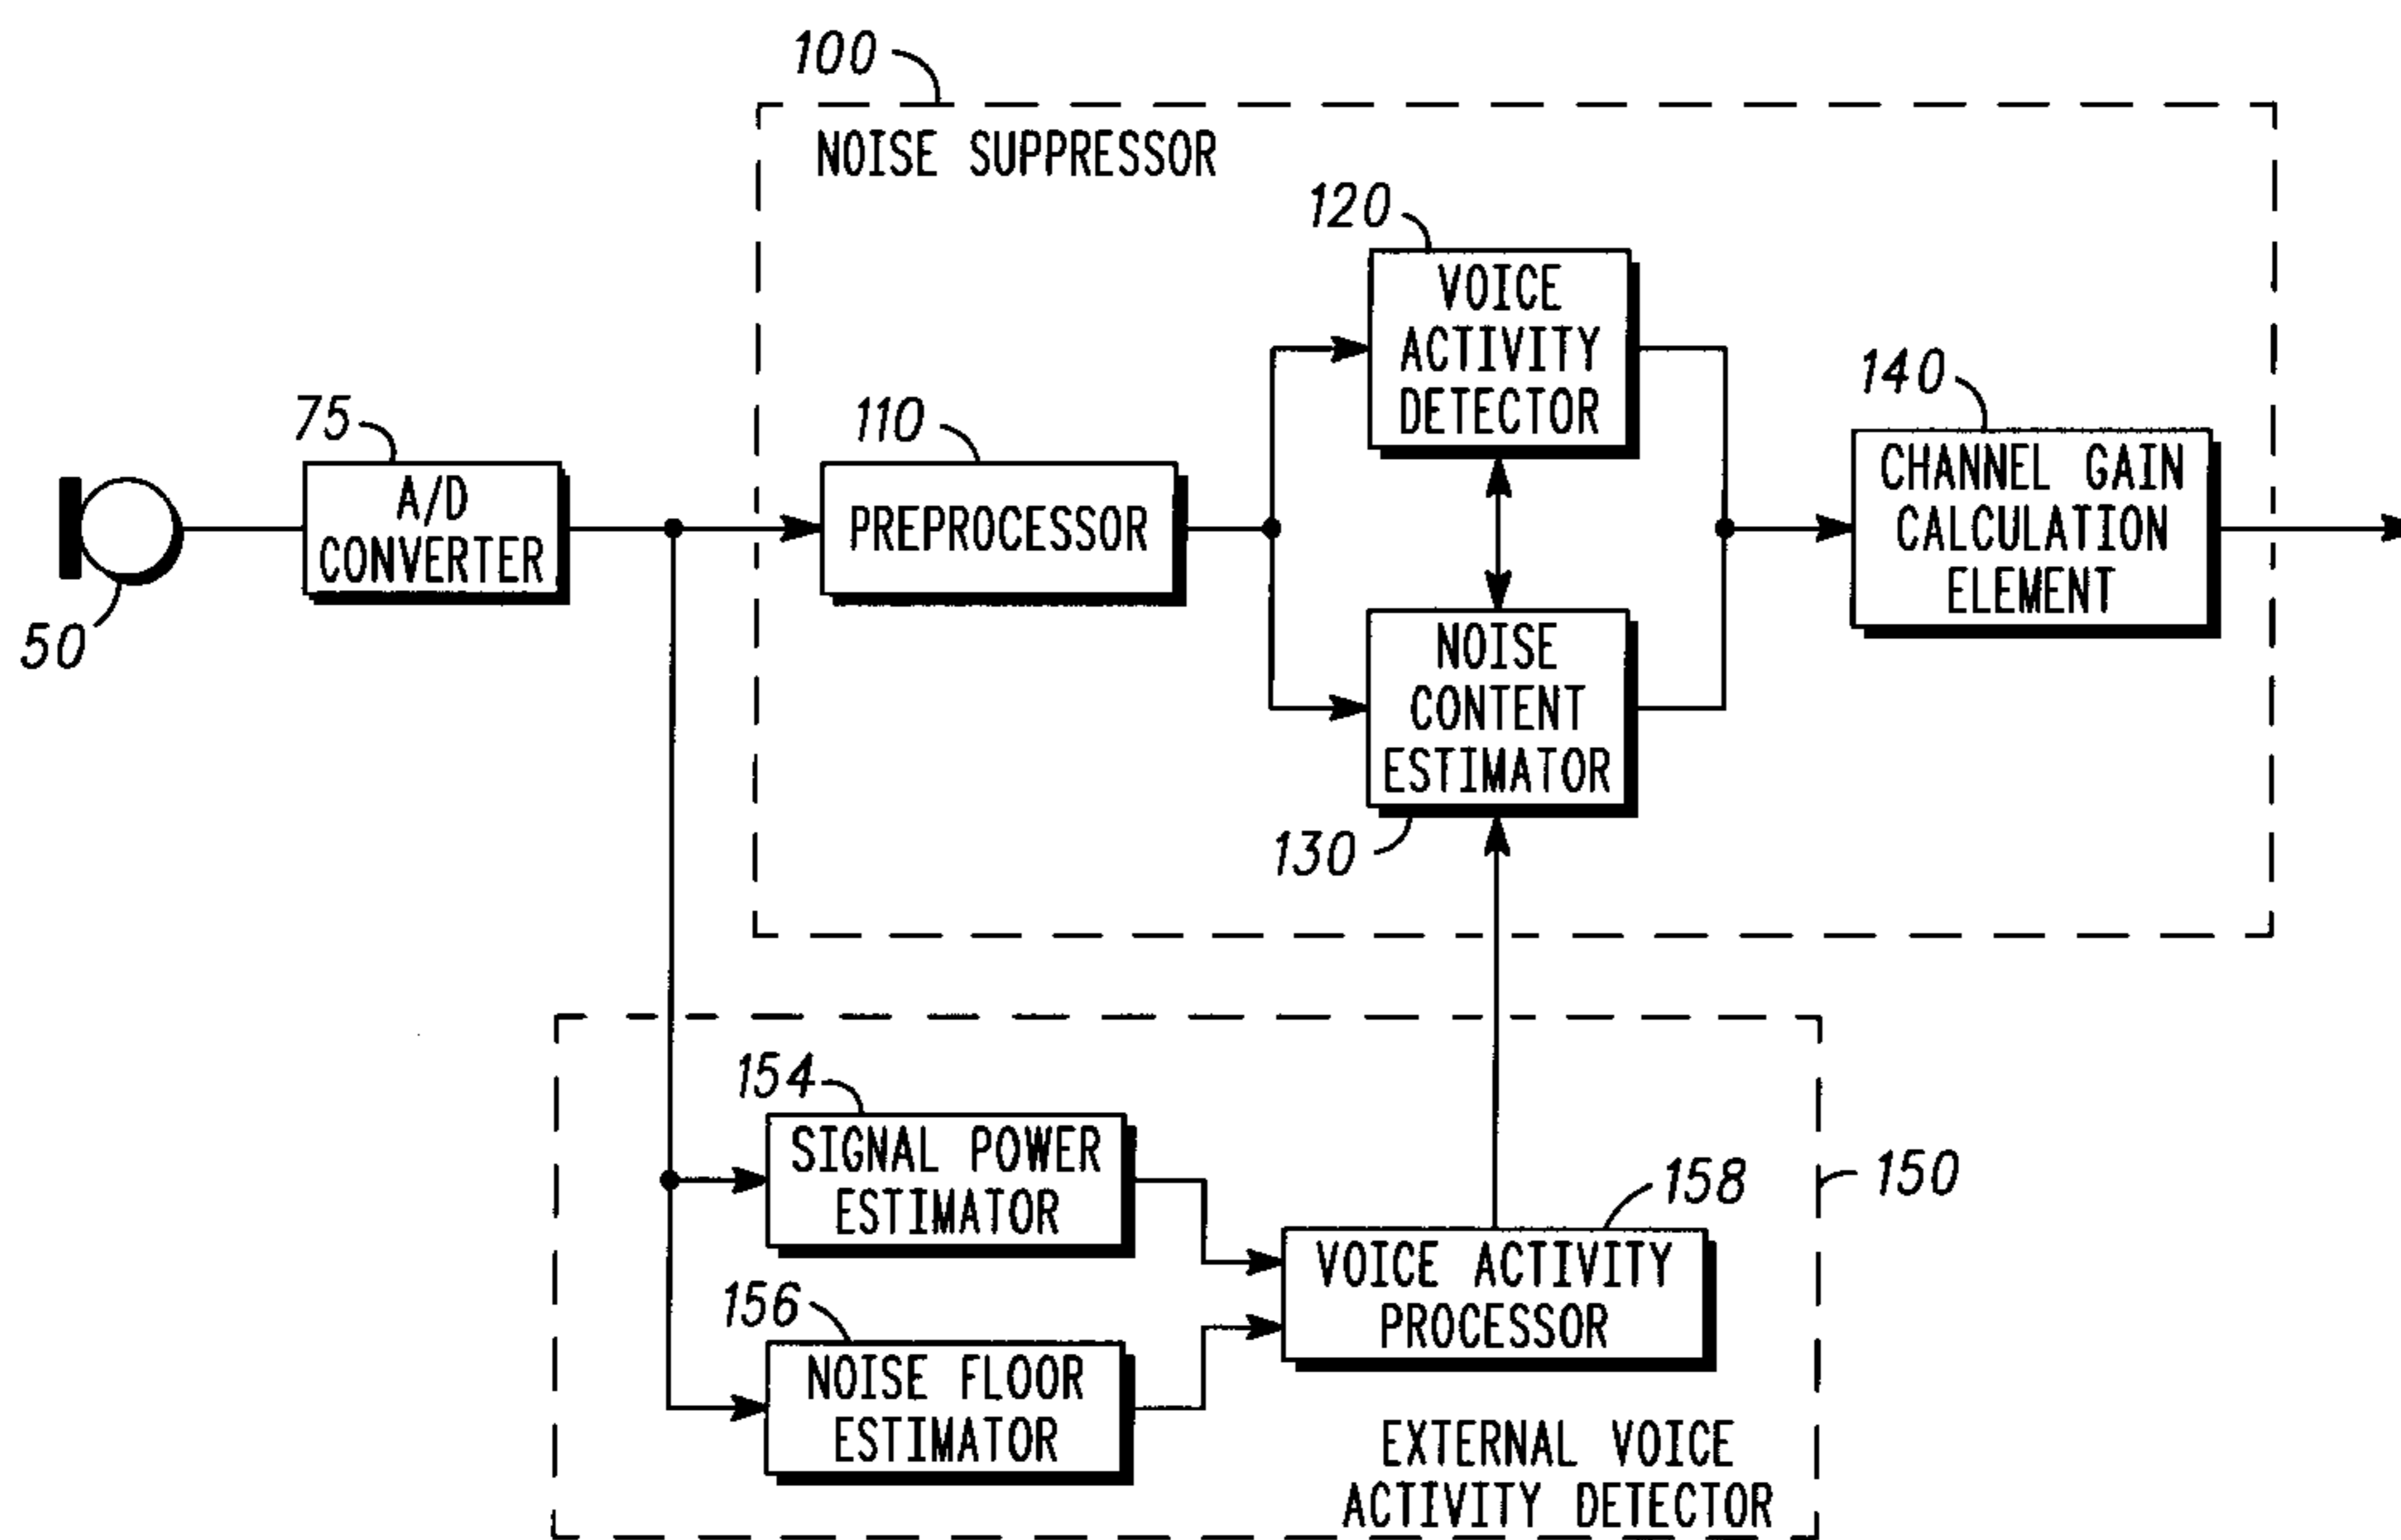 100
NOISE SUPPRESSOR
120
VOICE
ACTIVITY
DETECTOR
140
CHANNEL GAIN
CALCULATION
ELEMENT
75
A/D
CONVERTER
110
PREPROCESSOR
50
NOISE
CONTENT
ESTIMATOR
130
154
SIGNAL POWER
ESTIMATOR
158
150
VOICE ACTIVITY
PROCESSOR
156
NOISE FLOOR
ESTIMATOR
EXTERNAL VOICE
ACTIVITY DETECTOR